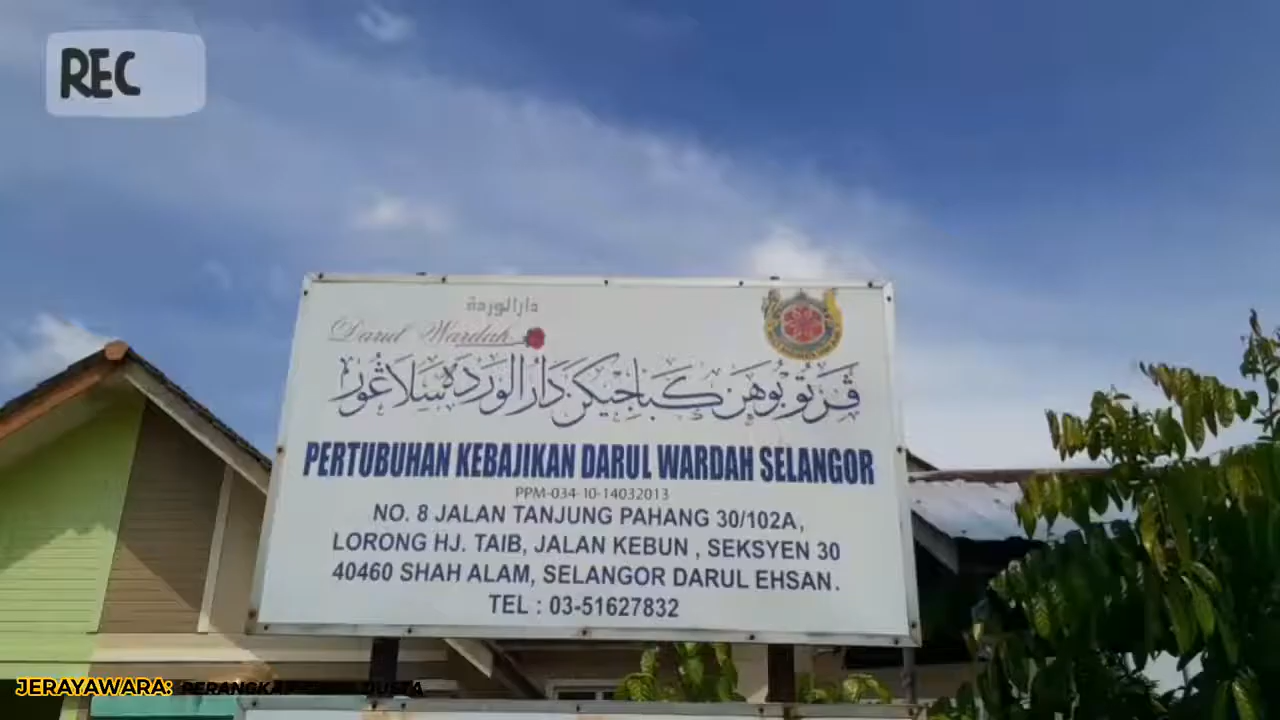 REC
دارالوردة
Darul Wardah
ڤرتوبوهن كباجيكن دارالوردة سلاڠور
PERTUBUHAN KEBAJIKAN DARUL WARDAH SELANGOR
PPM-034-10-14032013
NO. 8 JALAN TANJUNG PAHANG 30/102A,
LORONG HJ. TAIB, JALAN KEBUN , SEKSYEN 30
40460 SHAH ALAM, SELANGOR DARUL EHSAN.
TEL : 03-51627832
JERAYAWARA: